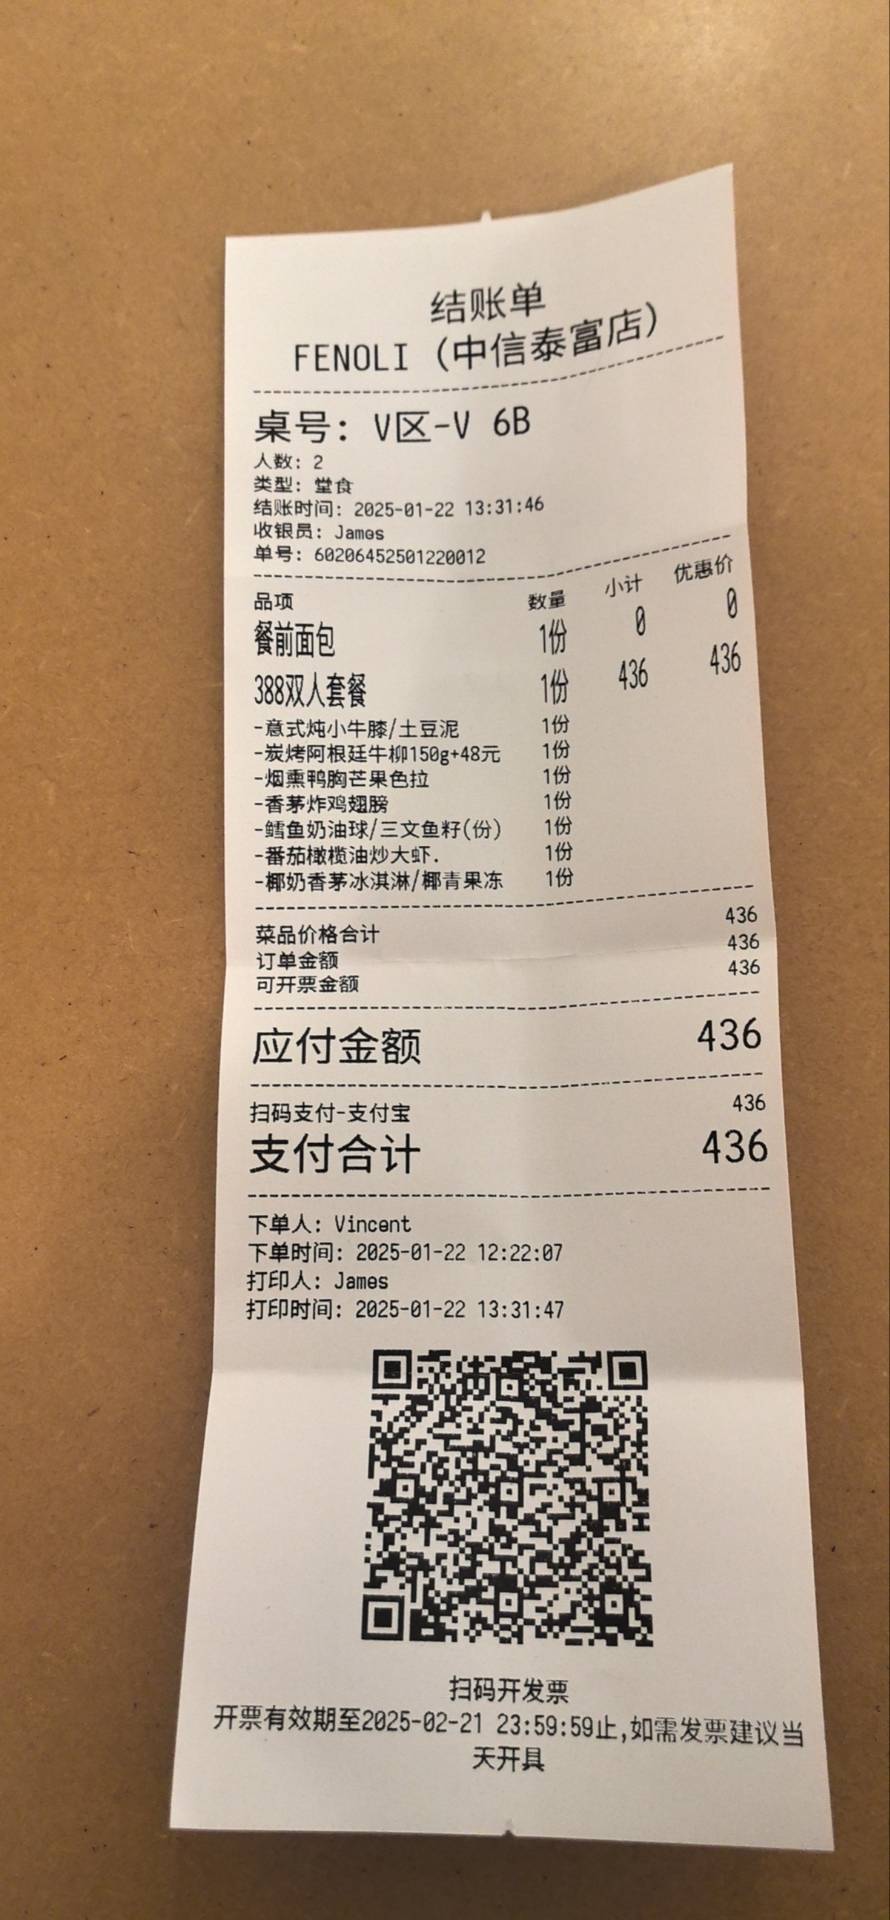 结账单
FENOLI (中信泰富店)
桌号: V区-V 6B
人数: 2
类型: 堂食
结账时间: 2025-01-22 13:31:46
收银员: James
单号: 60206452501220012
品项 数量 小计 优惠价
餐前面包 1份 0 0
388双人套餐 1份 436 436
-意式炖小牛膝/土豆泥 1份
-炭烤阿根廷牛柳150g+48元 1份
-烟熏鸭胸芒果色拉 1份
-香茅炸鸡翅膀 1份
-鳕鱼奶油球/三文鱼籽(份) 1份
-番茄橄榄油炒大虾. 1份
-椰奶香茅冰淇淋/椰青果冻 1份
菜品价格合计 436
订单金额 436
可开票金额 436
应付金额 436
扫码支付-支付宝 436
支付合计 436
下单人: Vincent
下单时间: 2025-01-22 12:22:07
打印人: James
打印时间: 2025-01-22 13:31:47
扫码开发票
开票有效期至2025-02-21 23:59:59止,如需发票建议当
天开具